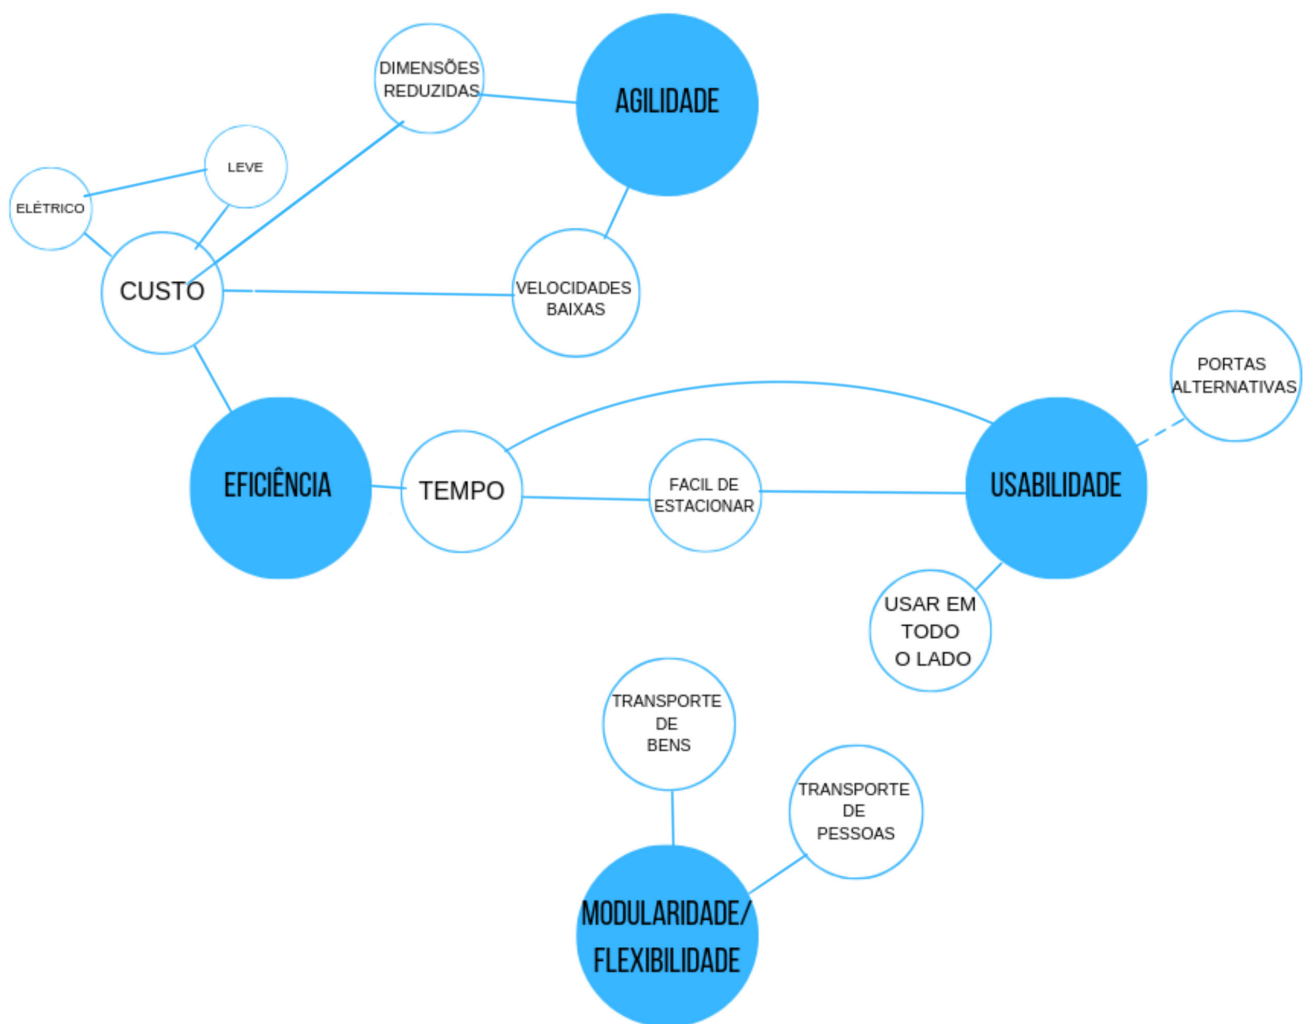 DIMENSÕES
REDUZIDAS
AGILIDADE
LEVE
ELÉTRICO
CUSTO
VELOCIDADES
BAIXAS
PORTAS
ALTERNATIVAS
EFICIÊNCIA
TEMPO
FACIL DE
ESTACIONAR
USABILIDADE
USAR EM
TODO
O LADO
TRANSPORTE
DE
BENS
TRANSPORTE
DE
PESSOAS
MODULARIDADE/
FLEXIBILIDADE